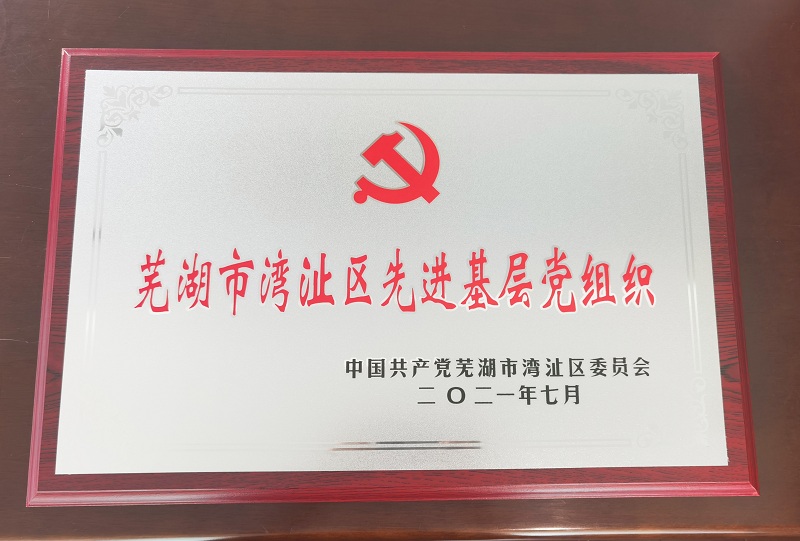 芜湖市湾沚区先进基层党组织
中国共产党芜湖市湾沚区委员会
二〇二一年七月